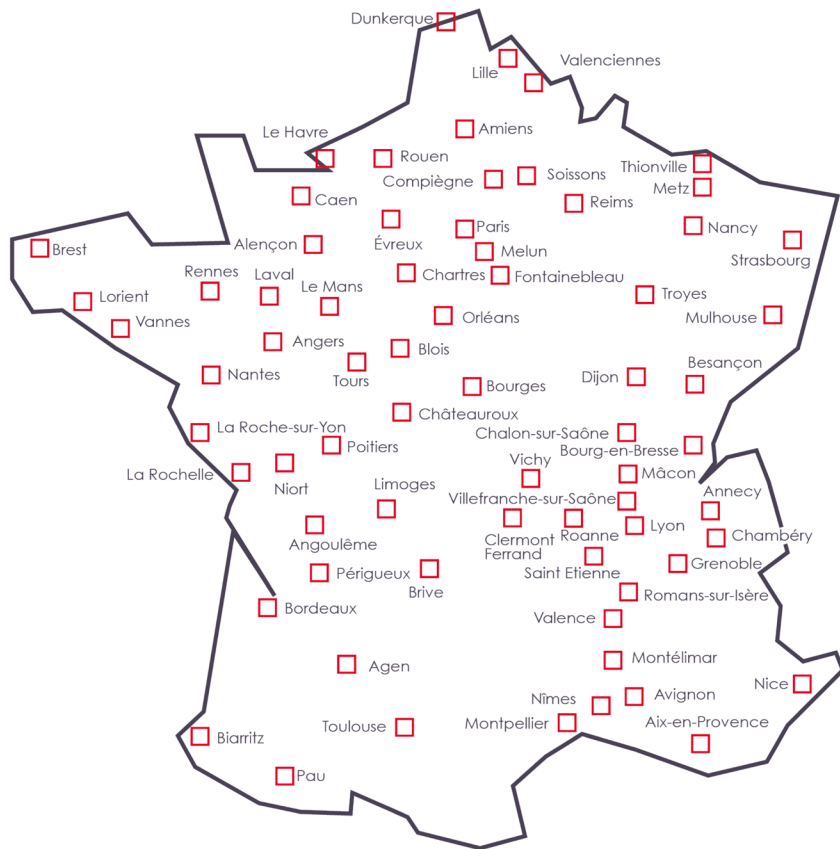 Dunkerque
Lille
Valenciennes
Amiens
Le Havre
Rouen
Thionville
Compiègne
Soissons
Metz
Caen
Reims
Paris
Évreux
Nancy
Alençon
Brest
Melun
Strasbourg
Rennes
Laval
Chartres
Fontainebleau
Le Mans
Troyes
Lorient
Vannes
Orléans
Mulhouse
Angers
Blois
Besançon
Nantes
Tours
Dijon
Bourges
Châteauroux
La Roche-sur-Yon
Chalon-sur-Saône
Poitiers
Bourg-en-Bresse
La Rochelle
Niort
Vichy
Mâcon
Limoges
Annecy
Villefranche-sur-Saône
Angoulême
Clermont
Ferrand
Roanne
Lyon
Chambéry
Grenoble
Saint Etienne
Périgueux
Brive
Romans-sur-Isère
Bordeaux
Valence
Agen
Montélimar
Nice
Avignon
Nîmes
Toulouse
Montpellier
Aix-en-Provence
Biarritz
Pau